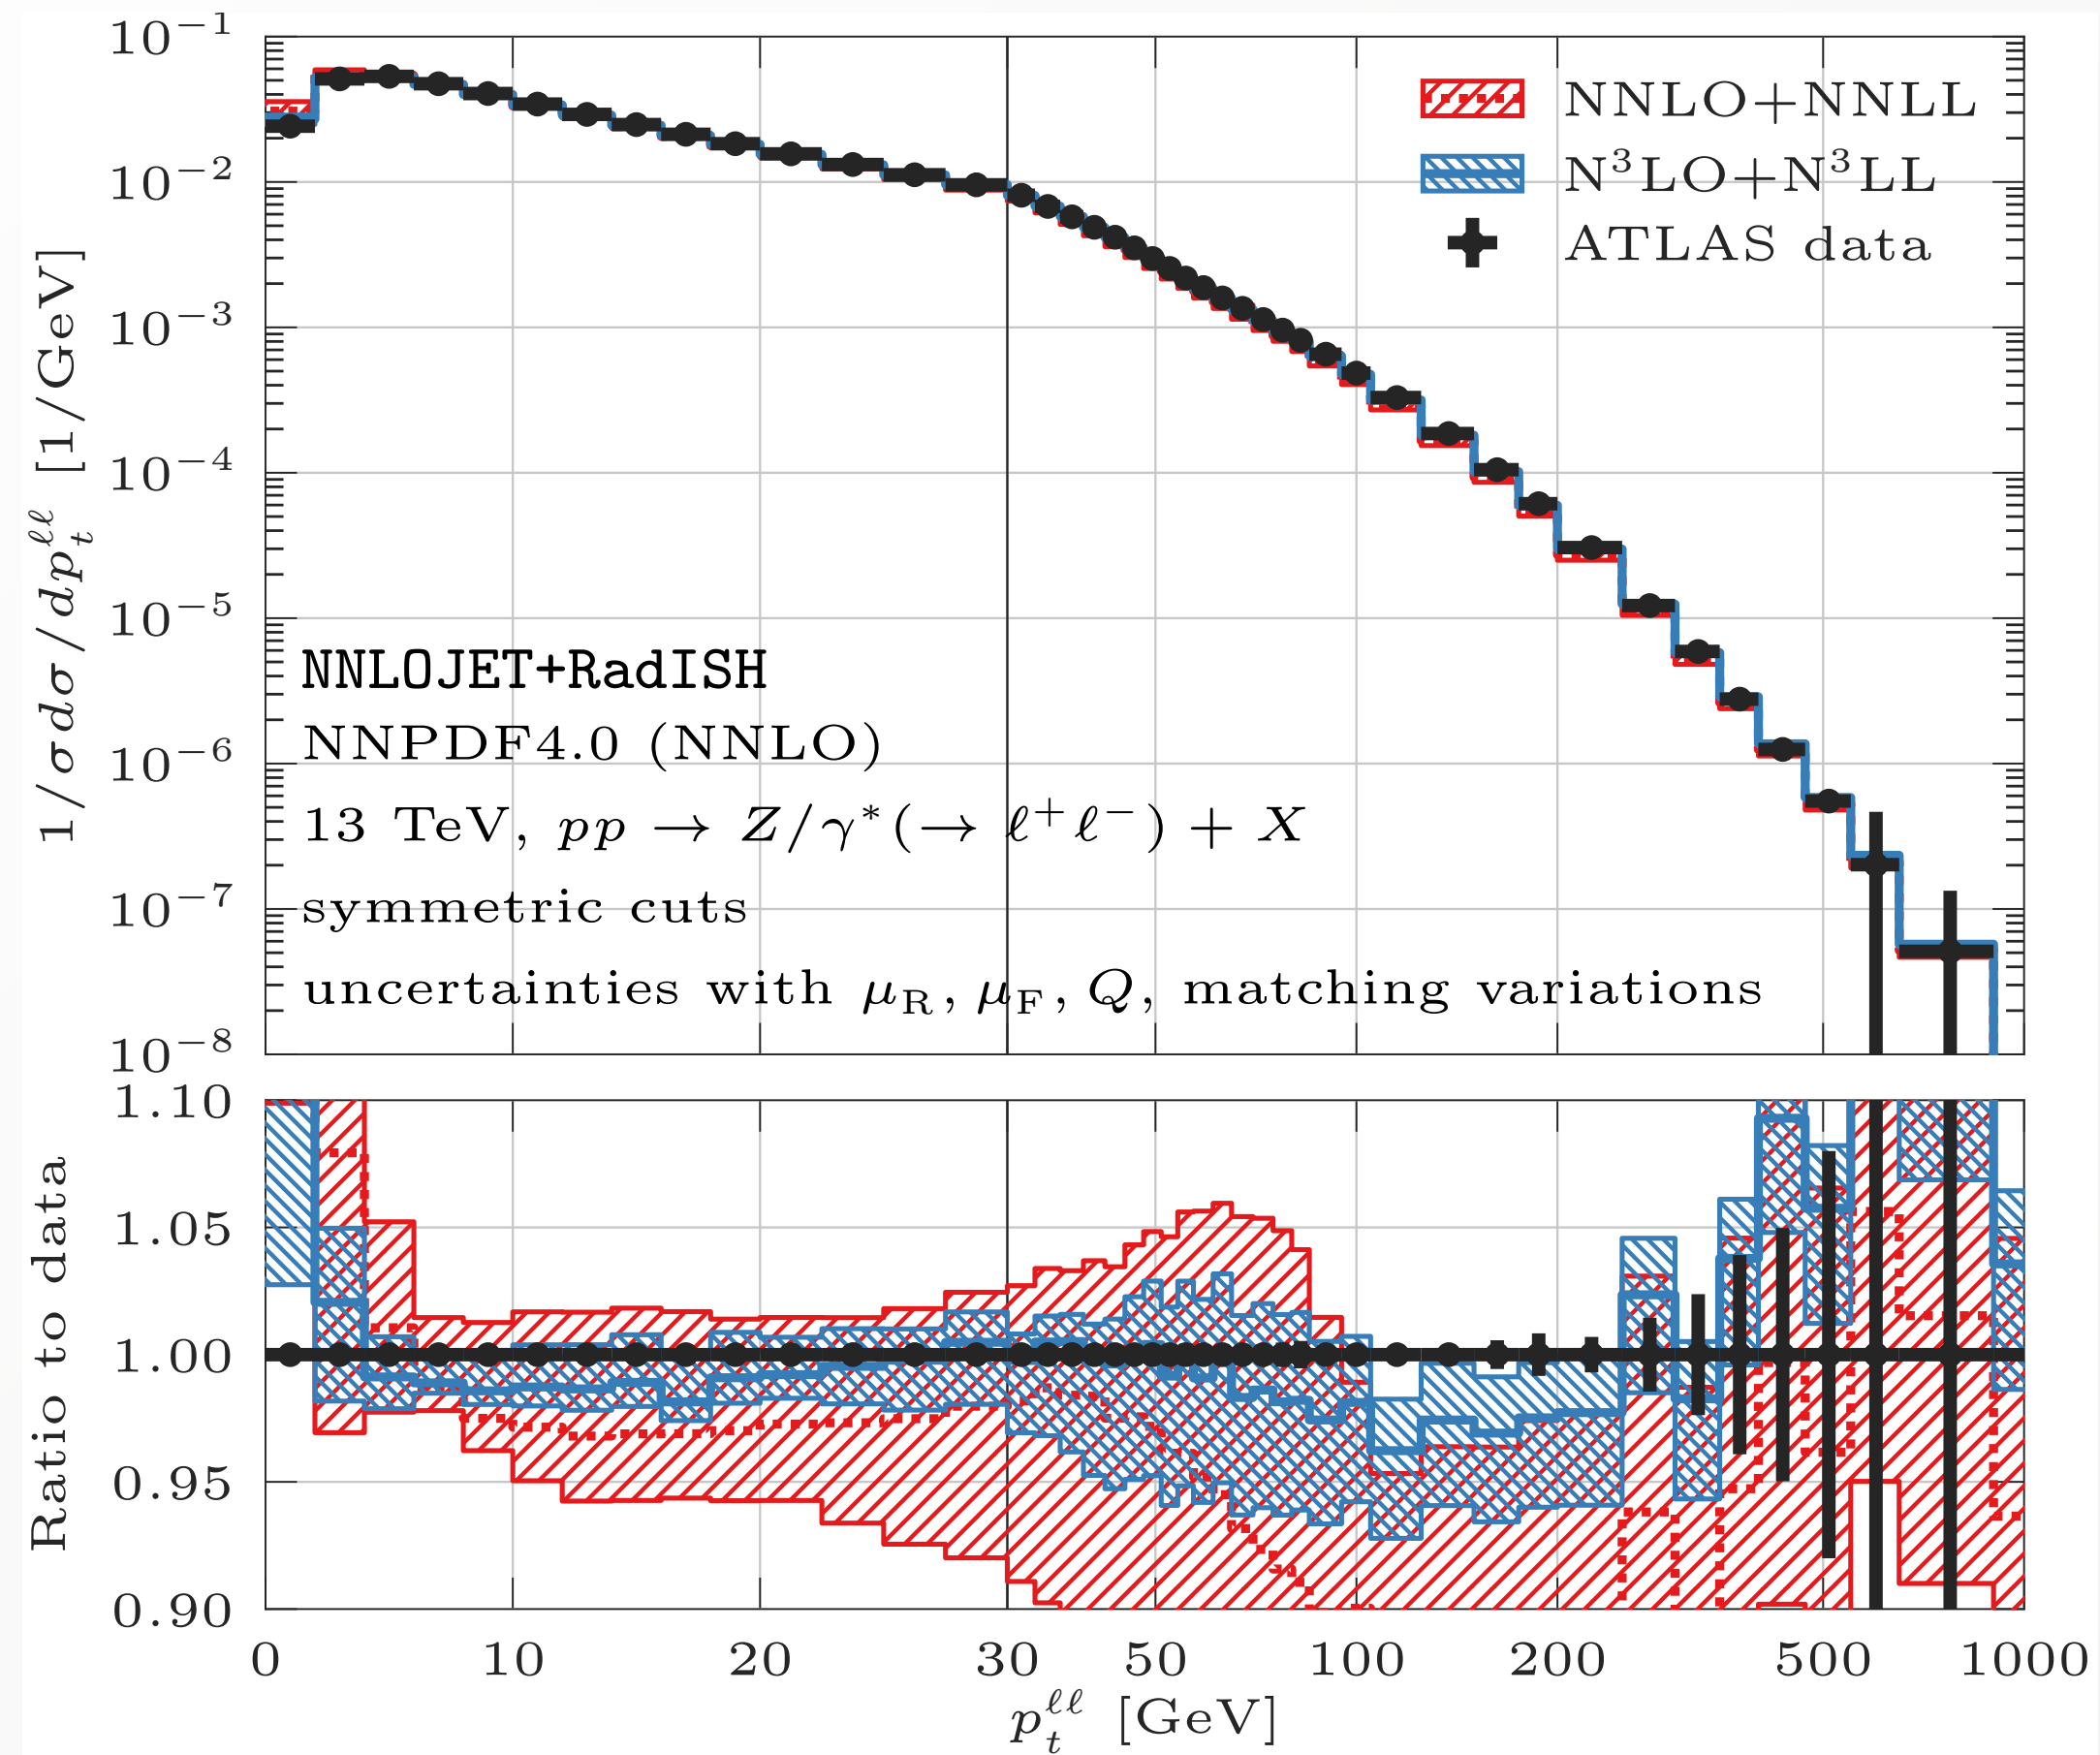 10⁻¹
10⁻²
10⁻³
10⁻⁴
10⁻⁵
10⁻⁶
10⁻⁷
10⁻⁸
1/σ dσ/dp_t^ℓℓ [1/GeV]
NNLO+NNLL
N³LO+N³LL
ATLAS data
NNLOJET+RadISH
NNPDF4.0 (NNLO)
13 TeV, pp → Z/γ*(→ ℓ⁺ℓ⁻) + X
symmetric cuts
uncertainties with μ_R, μ_F, Q, matching variations
1.10
1.05
1.00
0.95
0.90
Ratio to data
0 10 20 30 50 100 200 500 1000
p_t^ℓℓ [GeV]